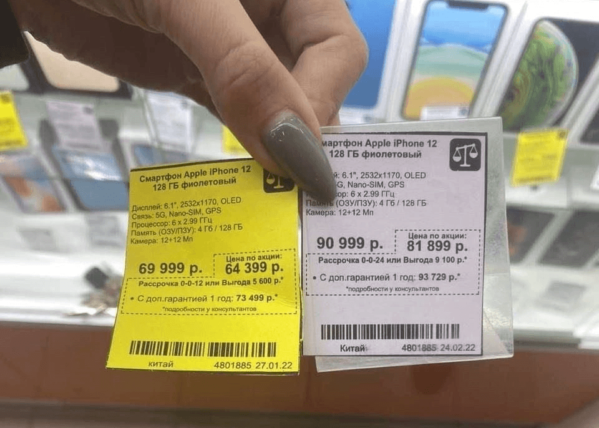 Смартфон Apple iPhone 12
128 ГБ фиолетовый
Дисплей: 6.1", 2532x1170, OLED
Связь: 5G, Nano-SIM, GPS
Процессор: 6 x 2.99 ГГц
Память (ОЗУ/ПЗУ): 4 Гб / 128 ГБ
Камера: 12+12 Мп
69 999 р.
Цена по акции:
64 399 р.
Рассрочка 0-0-12 или Выгода 5 600 р.*
• С доп.гарантией 1 год: 73 499 р.*
*подробности у консультантов
китай
4801885 27.01.22
мартфон Apple iPhone 12
128 ГБ фиолетовый
6.1", 2532x1170, OLED
G, Nano-SIM, GPS
ор: 6 x 2.99 ГГц
Память (ОЗУ/ПЗУ): 4 Гб / 128 ГБ
Камера: 12+12 Мп
90 999 р.
Цена по акции:
81 899 р.
Рассрочка 0-0-24 или Выгода 9 100 р.*
• С доп.гарантией 1 год: 93 729 р.*
*подробности у консультантов
Китай
4801885 24.02.22